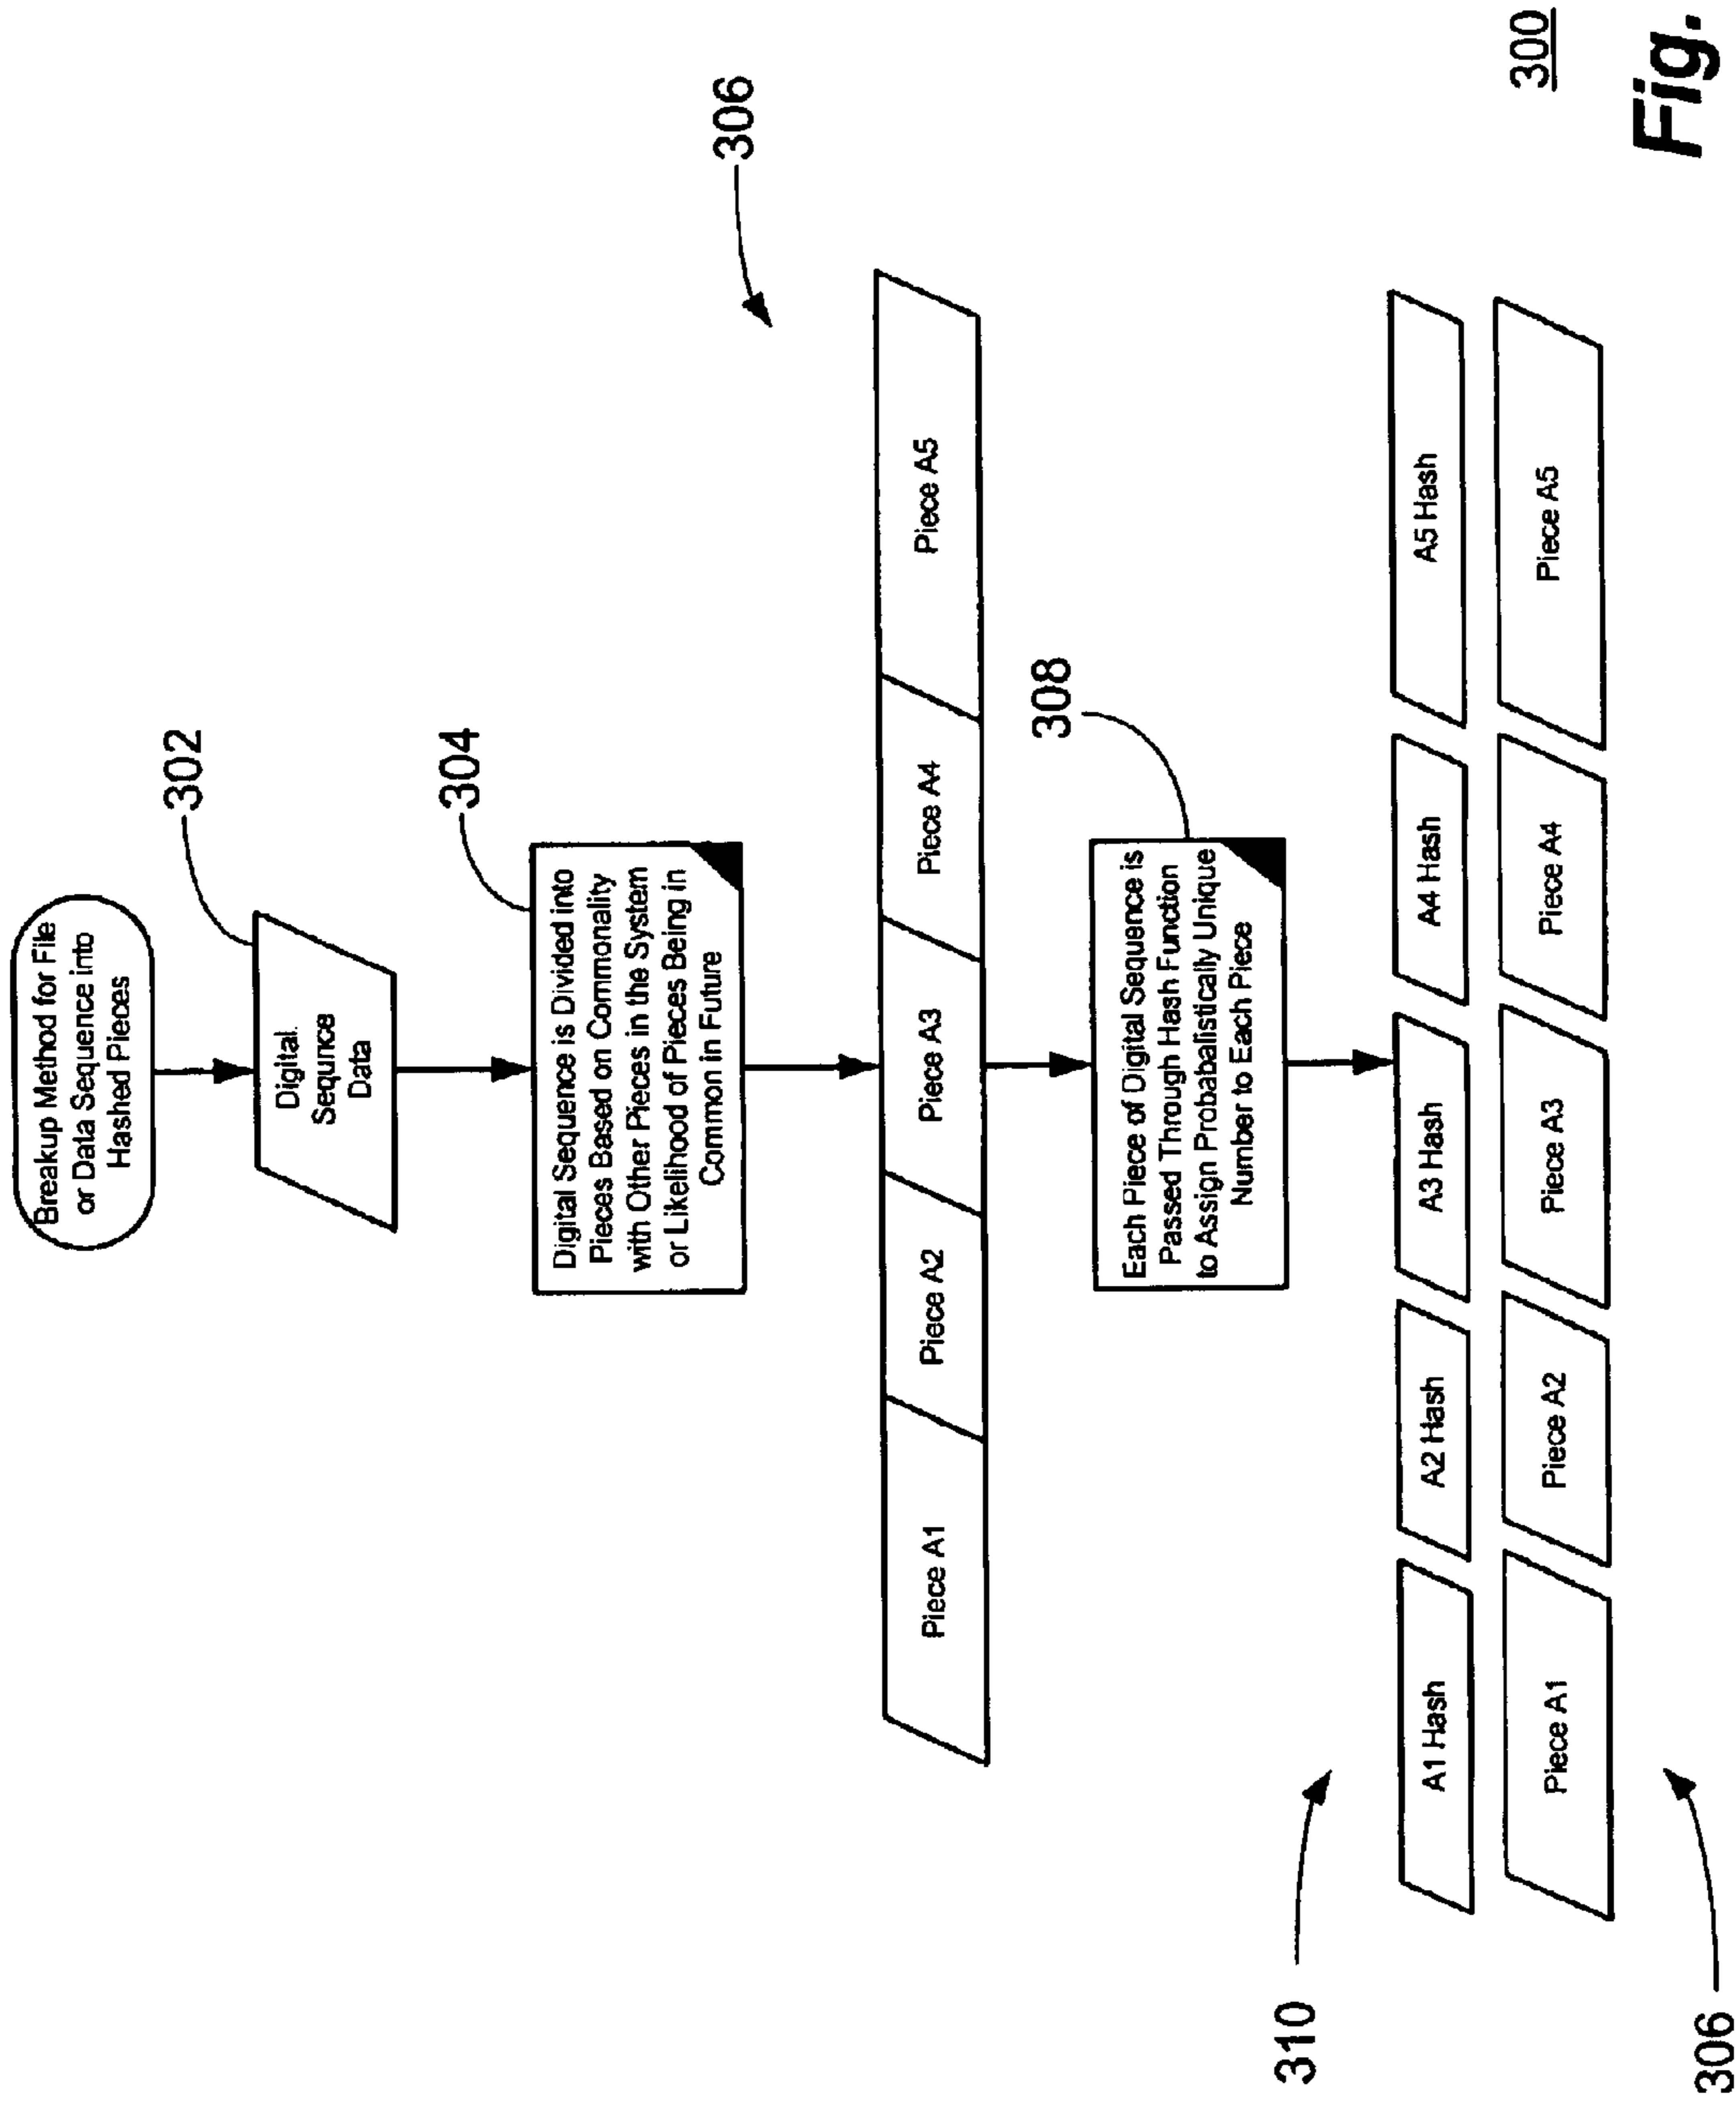 Breakup Method for File
or Data Sequence into
Hashed Pieces
302
Digital.
Sequnce
Data
304
Digital Sequence is Divided into
Pieces Based on Commonality
with Other Pieces in the System
or Likelihood of Pieces Being in
Common in Future
306
Piece A1 Piece A2 Piece A3 Piece A4 Piece A5
308
Each Piece of Digital Sequence is
Passed Through Hash Function
to Assign Probabalistically Unique
Number to Each Piece
310
A1 Hash A2 Hash A3 Hash A4 Hash A5 Hash
Piece A1 Piece A2 Piece A3 Piece A4 Piece A5
306
300
Fig.